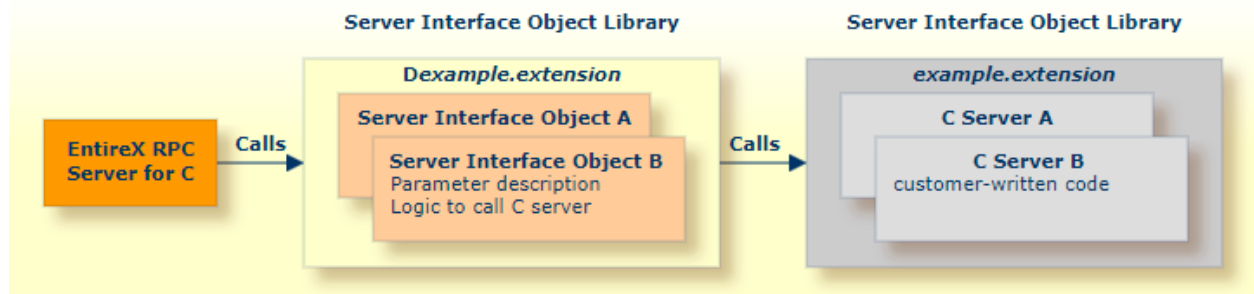 Server Interface Object Library
Server Interface Object Library
Dexample.extension
example.extension
Server Interface Object A
C Server A
EntireX RPC
Server for C
Calls
Server Interface Object B
Parameter description
Logic to call C server
Calls
C Server B
customer-written code